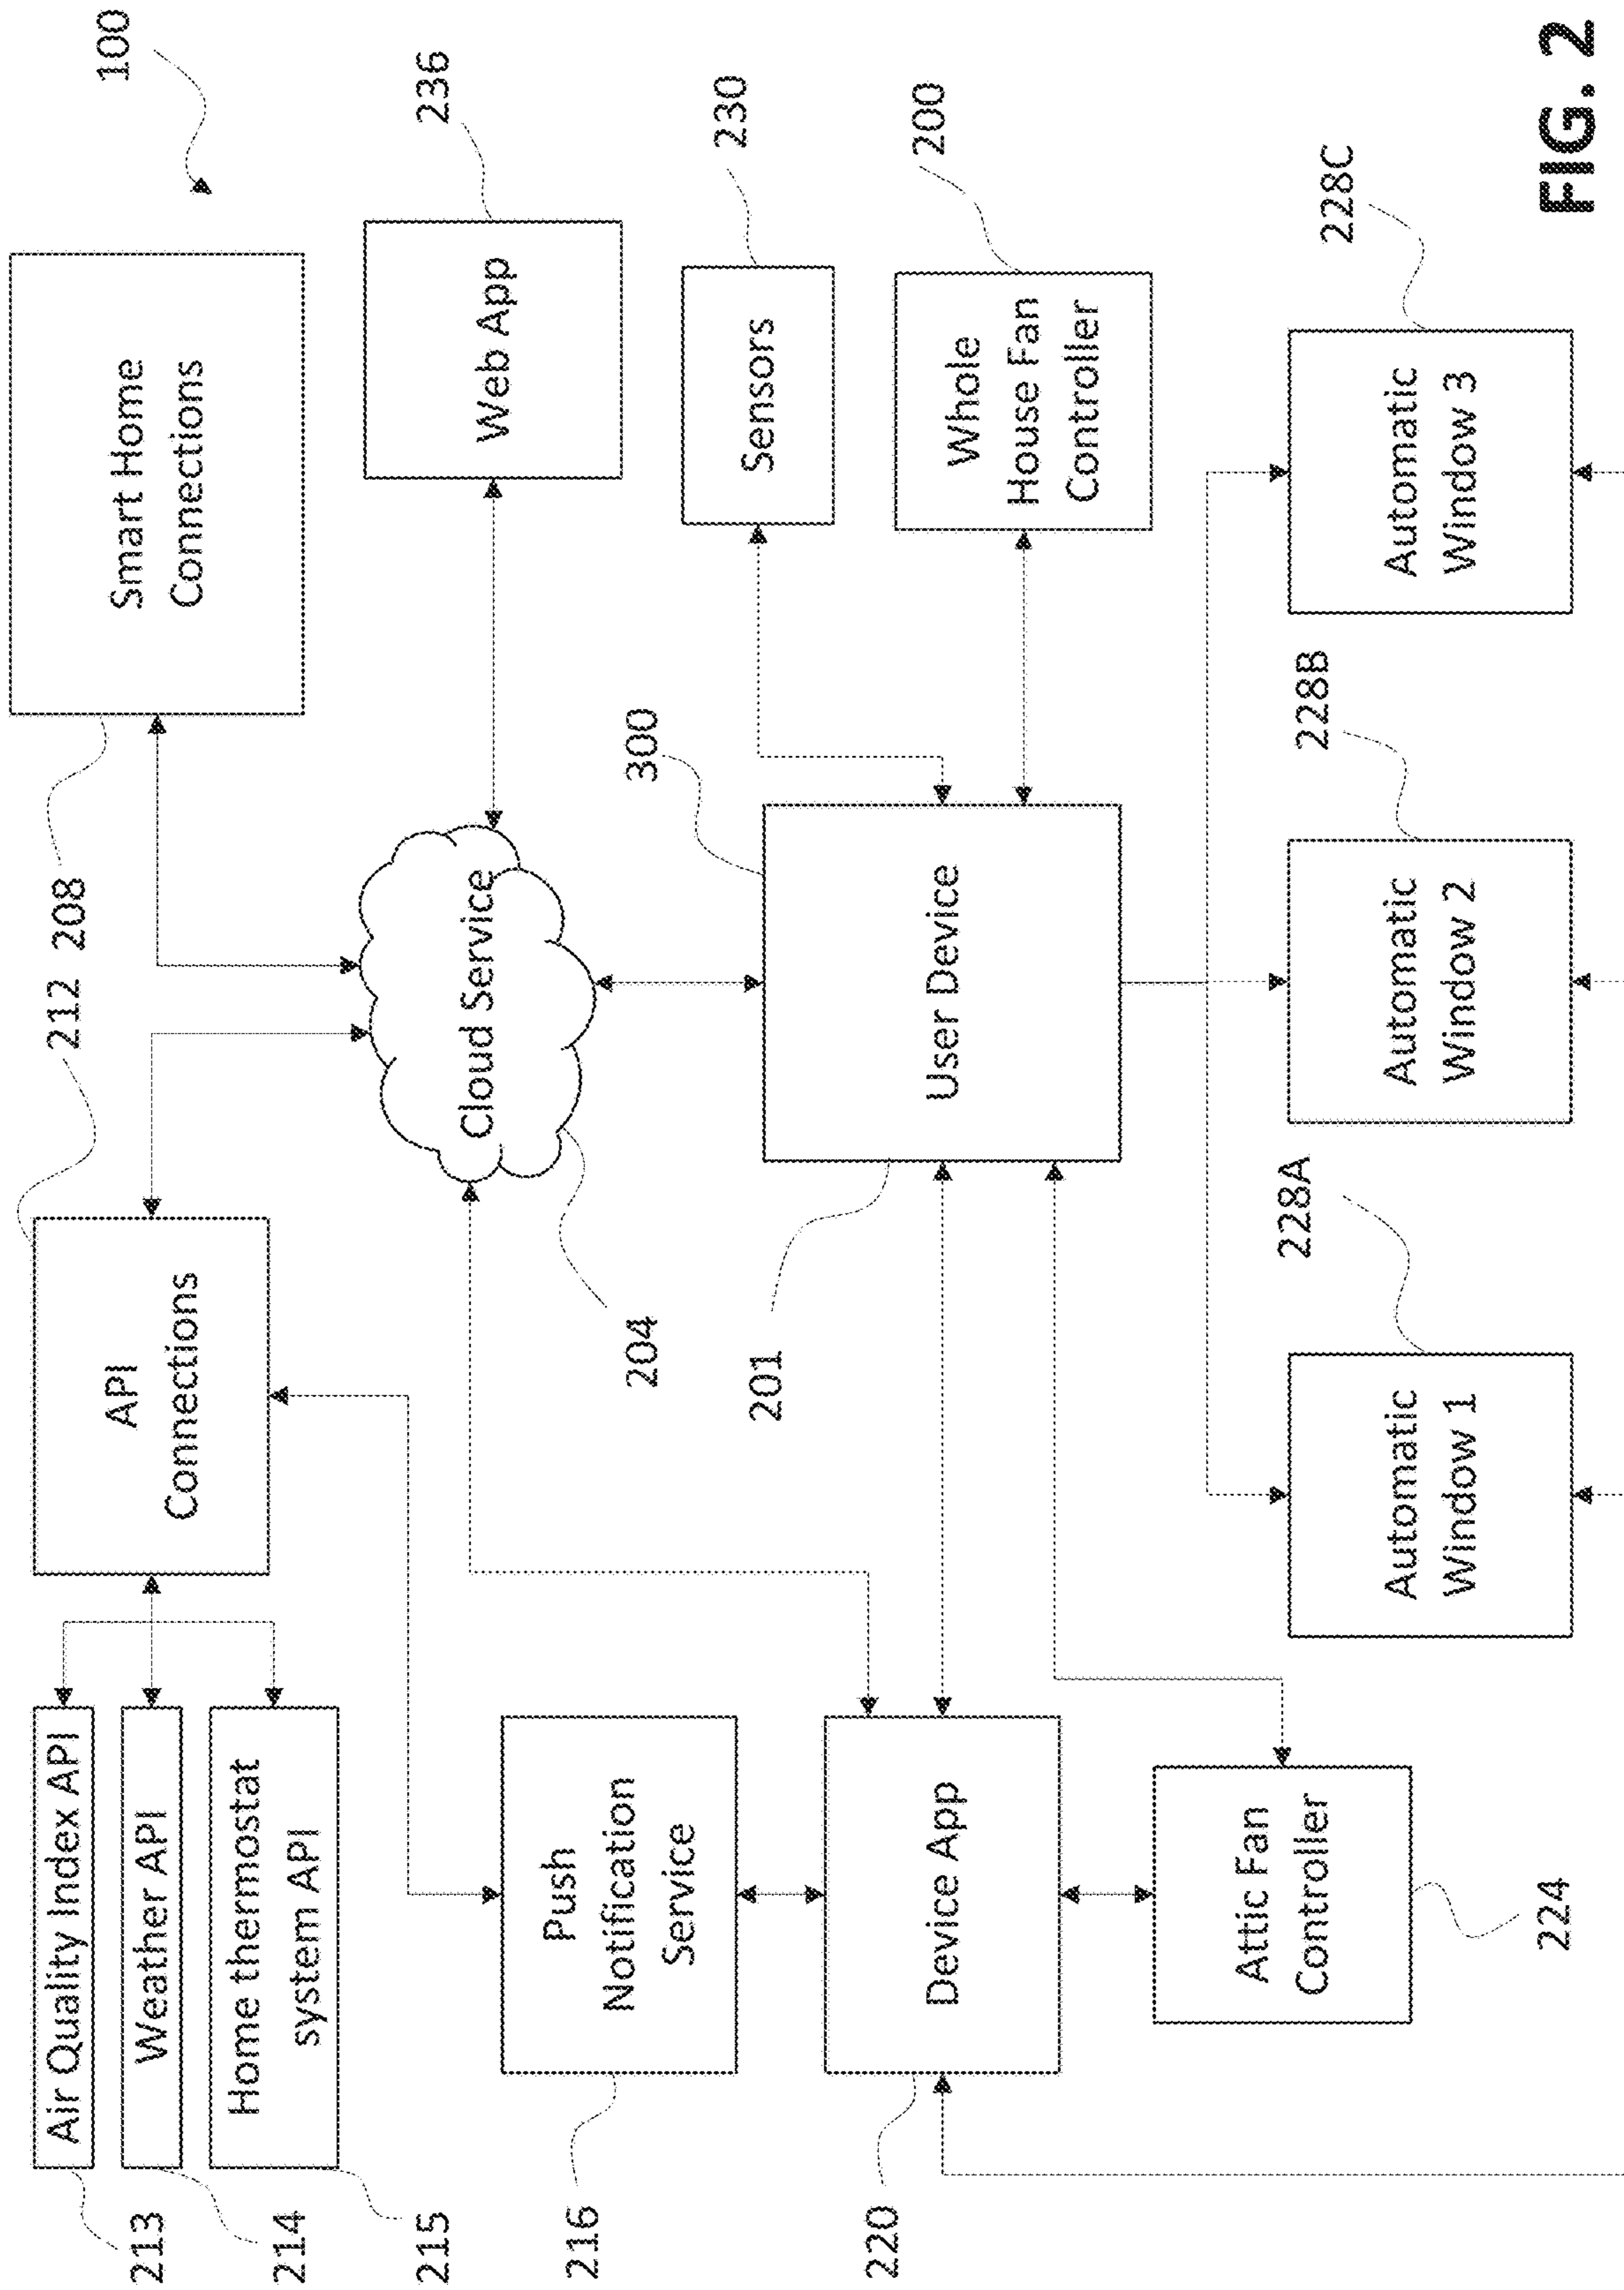 100
213
Air Quality Index API
214
Weather API
215
Home thermostat
system API
212
API
Connections
208
Smart Home
Connections
236
Web App
Cloud Service
204
216
Push
Notification
Service
230
Sensors
300
201
User Device
200
Whole
House Fan
Controller
220
Device App
224
Attic Fan
Controller
228A
Automatic
Window 1
228B
Automatic
Window 2
228C
Automatic
Window 3
FIG. 2